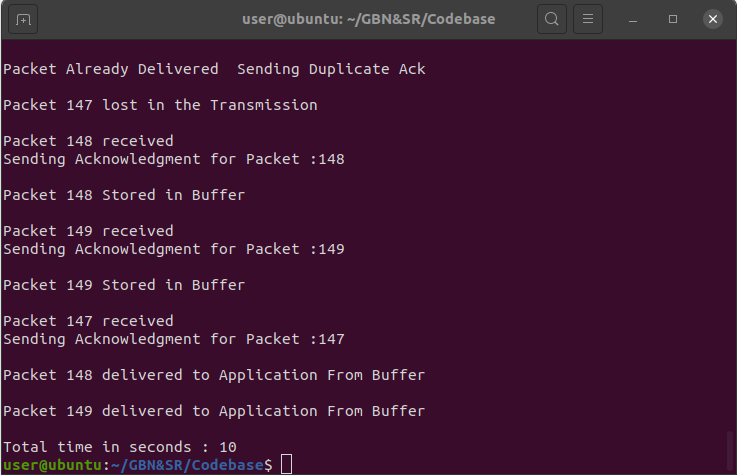 user@ubuntu: ~/GBN&SR/Codebase
Packet Already Delivered  Sending Duplicate Ack
Packet 147 lost in the Transmission
Packet 148 received
Sending Acknowledgment for Packet :148
Packet 148 Stored in Buffer
Packet 149 received
Sending Acknowledgment for Packet :149
Packet 149 Stored in Buffer
Packet 147 received
Sending Acknowledgment for Packet :147
Packet 148 delivered to Application From Buffer
Packet 149 delivered to Application From Buffer
Total time in seconds : 10
user@ubuntu:~/GBN&SR/Codebase$